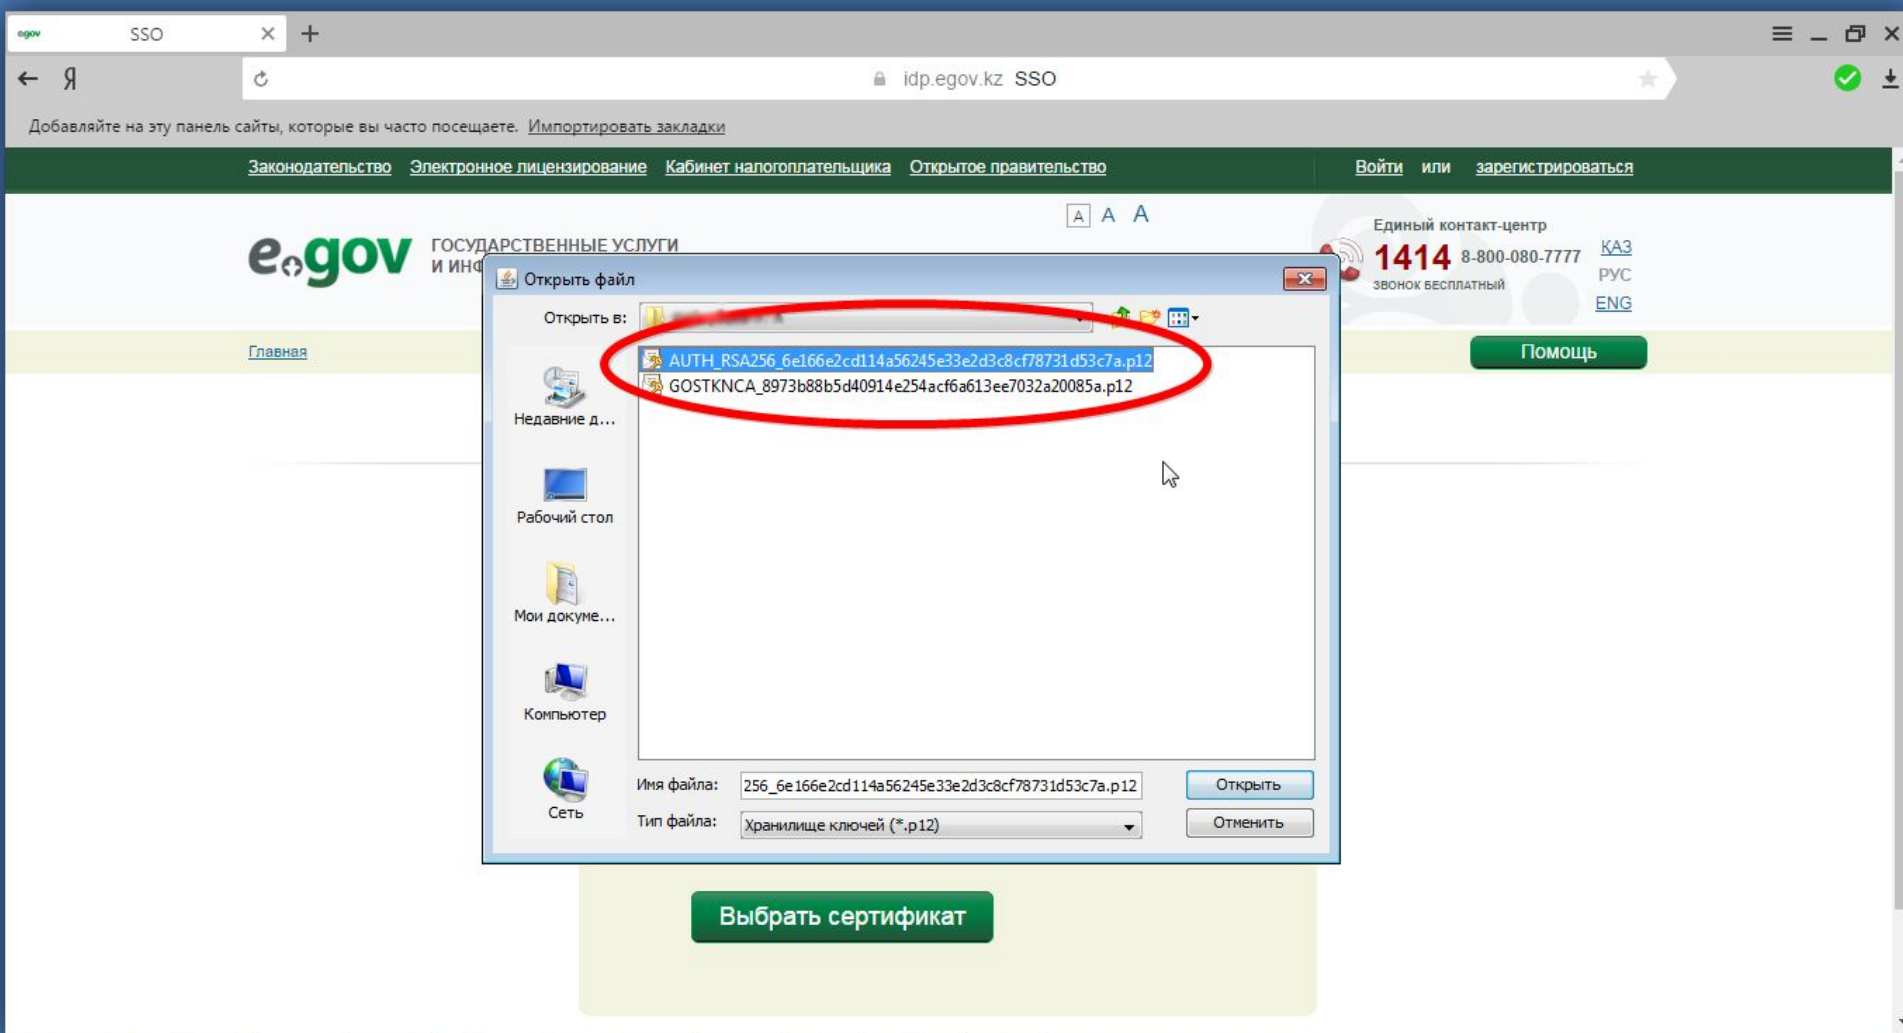 egov SSO
Я idp.egov.kz SSO
Добавляйте на эту панель сайты, которые вы часто посещаете. Импортировать закладки
Законодательство Электронное лицензирование Кабинет налогоплательщика Открытое правительство Войти или зарегистрироваться
A A A
e.gov ГОСУДАРСТВЕННЫЕ УСЛУГИ
И ИНФ
Единый контакт-центр
1414 8-800-080-7777
ЗВОНОК БЕСПЛАТНЫЙ
ҚАЗ
РУС
ENG
Главная
Помощь
Открыть файл
Открыть в:
AUTH_RSA256_6e166e2cd114a56245e33e2d3c8cf78731d53c7a.p12
GOSTKNCA_8973b88b5d40914e254acf6a613ee7032a20085a.p12
Недавние д...
Рабочий стол
Мои докуме...
Компьютер
Сеть
Имя файла: 256_6e166e2cd114a56245e33e2d3c8cf78731d53c7a.p12 Открыть
Тип файла: Хранилище ключей (*.p12) Отменить
Выбрать сертификат